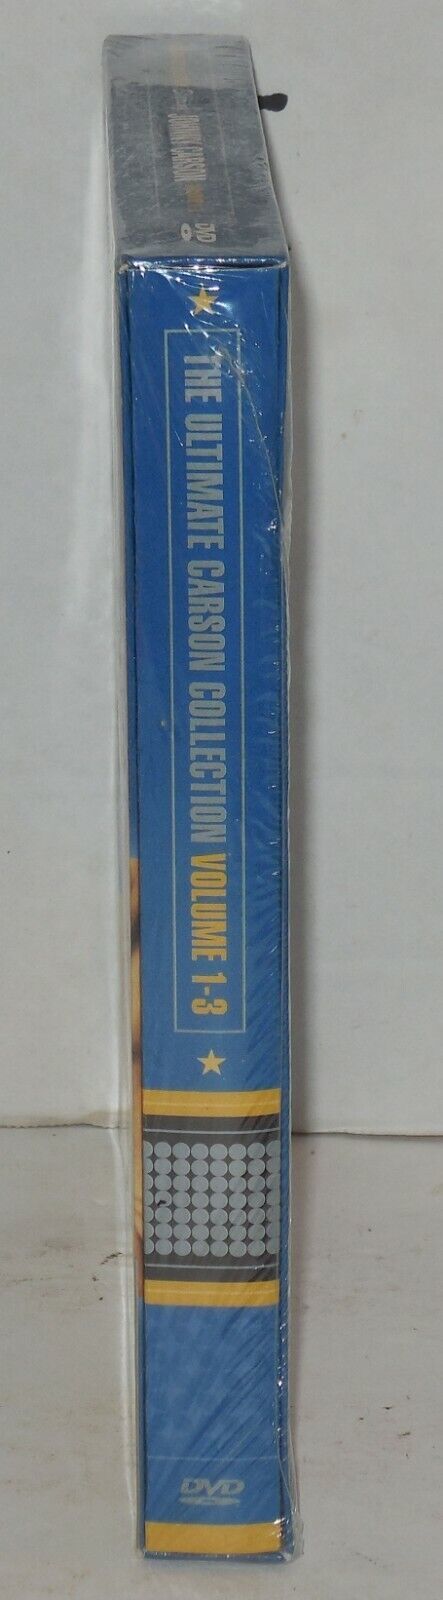 JOHNNY CARSON
DVD
THE ULTIMATE CARSON COLLECTION VOLUME 1-3
DVD